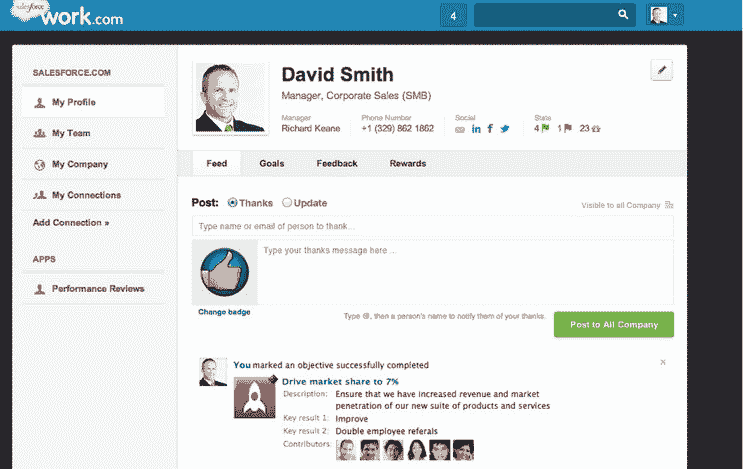 salesforce
work.com
4
SALESFORCE.COM
My Profile
My Team
My Company
My Connections
Add Connection »
APPS
Performance Reviews
David Smith
Manager, Corporate Sales (SMB)
Manager
Richard Keane
Phone Number
+1 (329) 862 1862
Social
Stats
4 1 23
Feed Goals Feedback Rewards
Post: Thanks Update
Visible to all Company
Type name or email of person to thank...
Type your thanks message here ...
Change badge
Type @, then a person's name to notify them of your thanks.
Post to All Company
You marked an objective successfully completed
Drive market share to 7%
Description: Ensure that we have increased revenue and market
penetration of our new suite of products and services
Key result 1: Improve
Key result 2: Double employee referrals
Contributors: